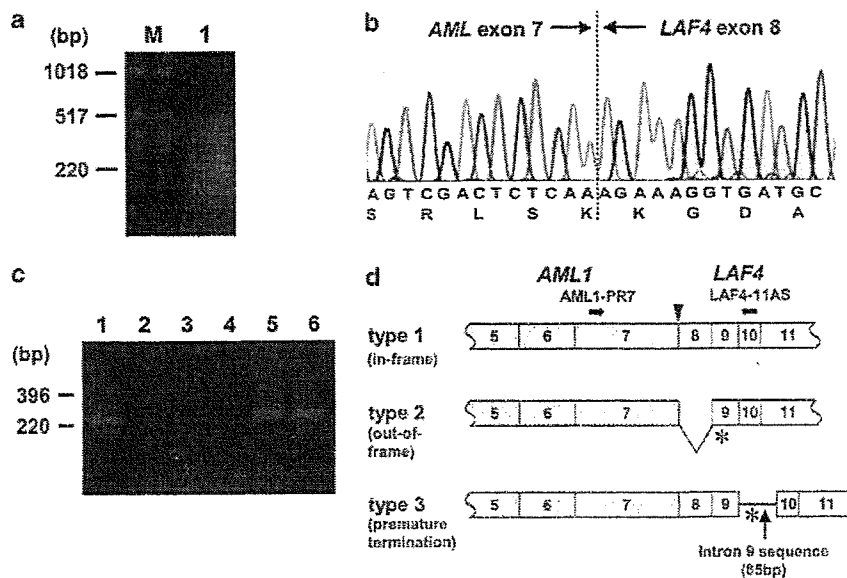 a
(bp) M 1
1018
517
220
b
AML exon 7 LAF4 exon 8
AGTCGACTCTCAAAGAAAGGTGATGC
S R L S K K G D A
c
1 2 3 4 5 6
(bp)
396
220
d
AML1 LAF4
AML1-PR7 LAF4-11AS
type 1 5 6 7 8 9 10 11
(in-frame)
type 2 5 6 7 9 10 11
(out-of-
frame)
*
type 3 5 6 7 8 9 10 11
(premature
termination)
*
Intron 9 sequence
(85bp)